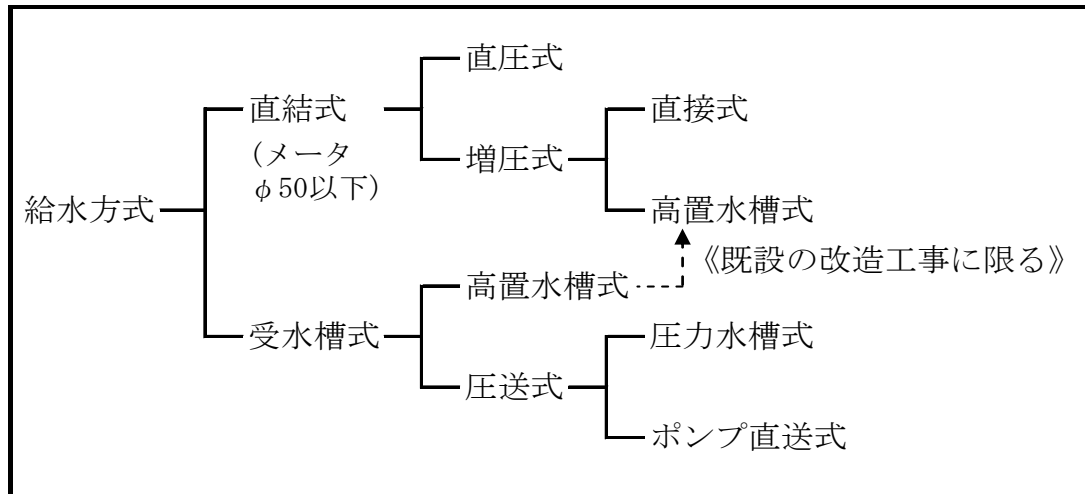 直圧式
直結式
直接式
(メータ
φ50以下)
増圧式
給水方式
高置水槽式
《既設の改造工事に限る》
高置水槽式
受水槽式
圧力水槽式
圧送式
ポンプ直送式